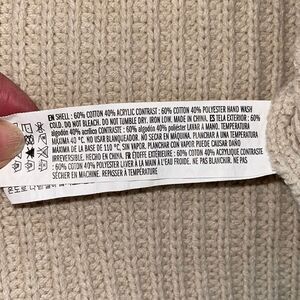 EN SHELL : 60% COTTON 40% ACRYLIC CONTRAST : 60% COTTON 40% POLYESTER HAND WASH
COLD. DO NOT BLEACH. DO NOT TUMBLE DRY. IRON LOW. MADE IN CHINA. ES TELA EXTERIOR : 60%
algodón 40% acrílico CONTRASTE : 60% algodón 40% poliéster LAVAR A MANO. TEMPERATURA
MÁXIMA 40 °C. NO USAR BLANQUEADOR. NO SECAR EN MÁQUINA. PLANCHAR A UNA TEMPERATURA
MÁXIMA DE LA BASE DE 110 °C, SIN VAPOR. PLANCHAR CON VAPOR PUEDE CAUSAR DAÑO
IRREVERSIBLE. HECHO EN CHINA. FR ÉTOFFE EXTÉRIEURE : 60% COTON 40% ACRYLIQUE CONTRASTE
: 60% COTON 40% POLYESTER LIVER À LA MAIN À L'EAU FROIDE. NE PAS BLANCHIR. NE PAS
SÉCHER EN MACHINE. REPASSER À TEMPÉRATURE